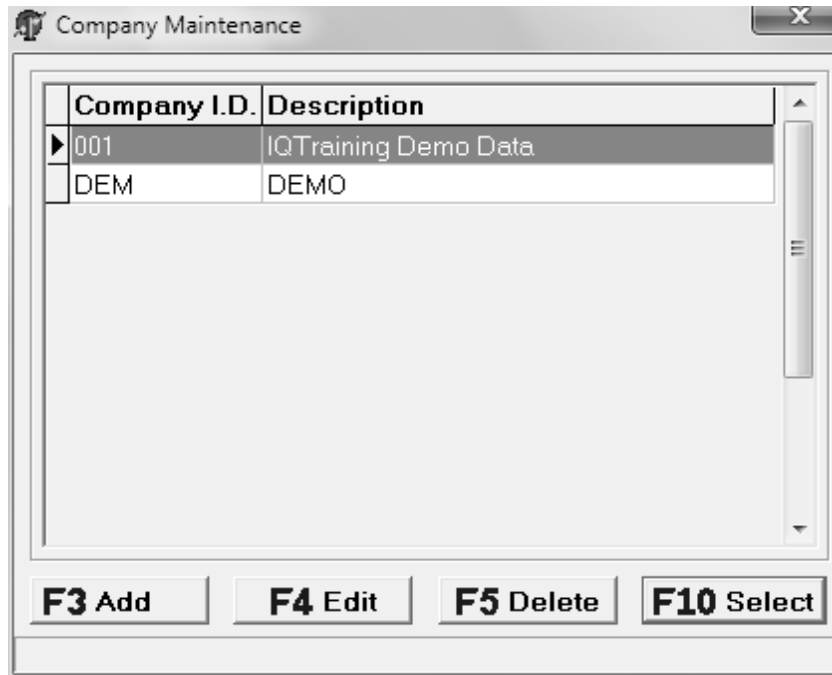 Company Maintenance
Company I.D. Description
001 IQTraining Demo Data
DEM DEMO
F3 Add F4 Edit F5 Delete F10 Select